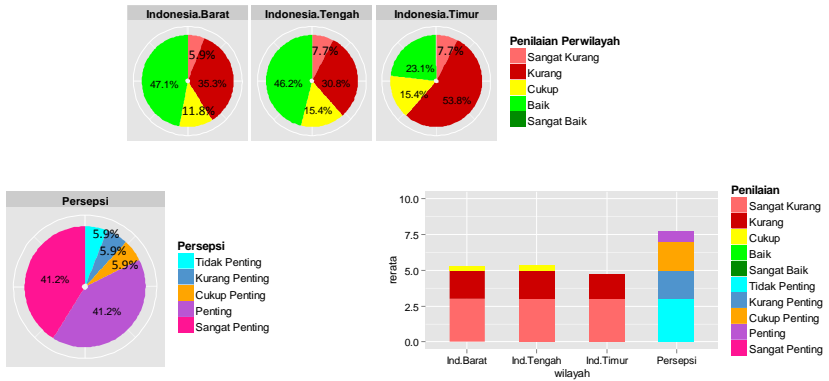 Indonesia.Barat
Indonesia.Tengah
Indonesia.Timur
5.9%
35.3%
11.8%
47.1%
7.7%
30.8%
15.4%
46.2%
7.7%
53.8%
15.4%
23.1%
Penilaian Perwilayah
Sangat Kurang
Kurang
Cukup
Baik
Sangat Baik
Persepsi
5.9%
5.9%
5.9%
41.2%
41.2%
Persepsi
Tidak Penting
Kurang Penting
Cukup Penting
Penting
Sangat Penting
rerata
10.0
7.5
5.0
2.5
0.0
Ind.Barat
Ind.Tengah
Ind.Timur
Persepsi
wilayah
Penilaian
Sangat Kurang
Kurang
Cukup
Baik
Sangat Baik
Tidak Penting
Kurang Penting
Cukup Penting
Penting
Sangat Penting